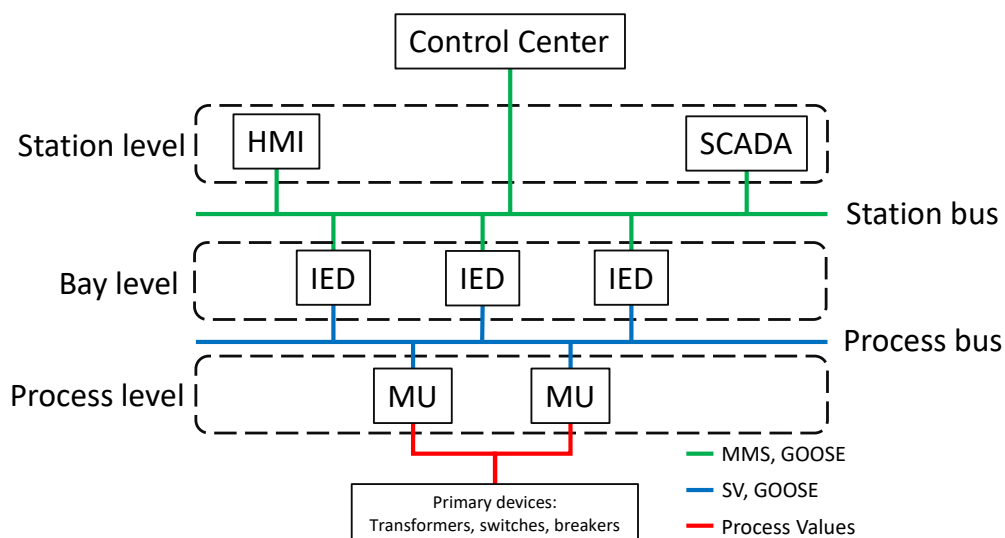 Control Center
Station level
HMI
SCADA
Station bus
Bay level
IED
IED
IED
Process bus
Process level
MU
MU
MMS, GOOSE
SV, GOOSE
Process Values
Primary devices:
Transformers, switches, breakers